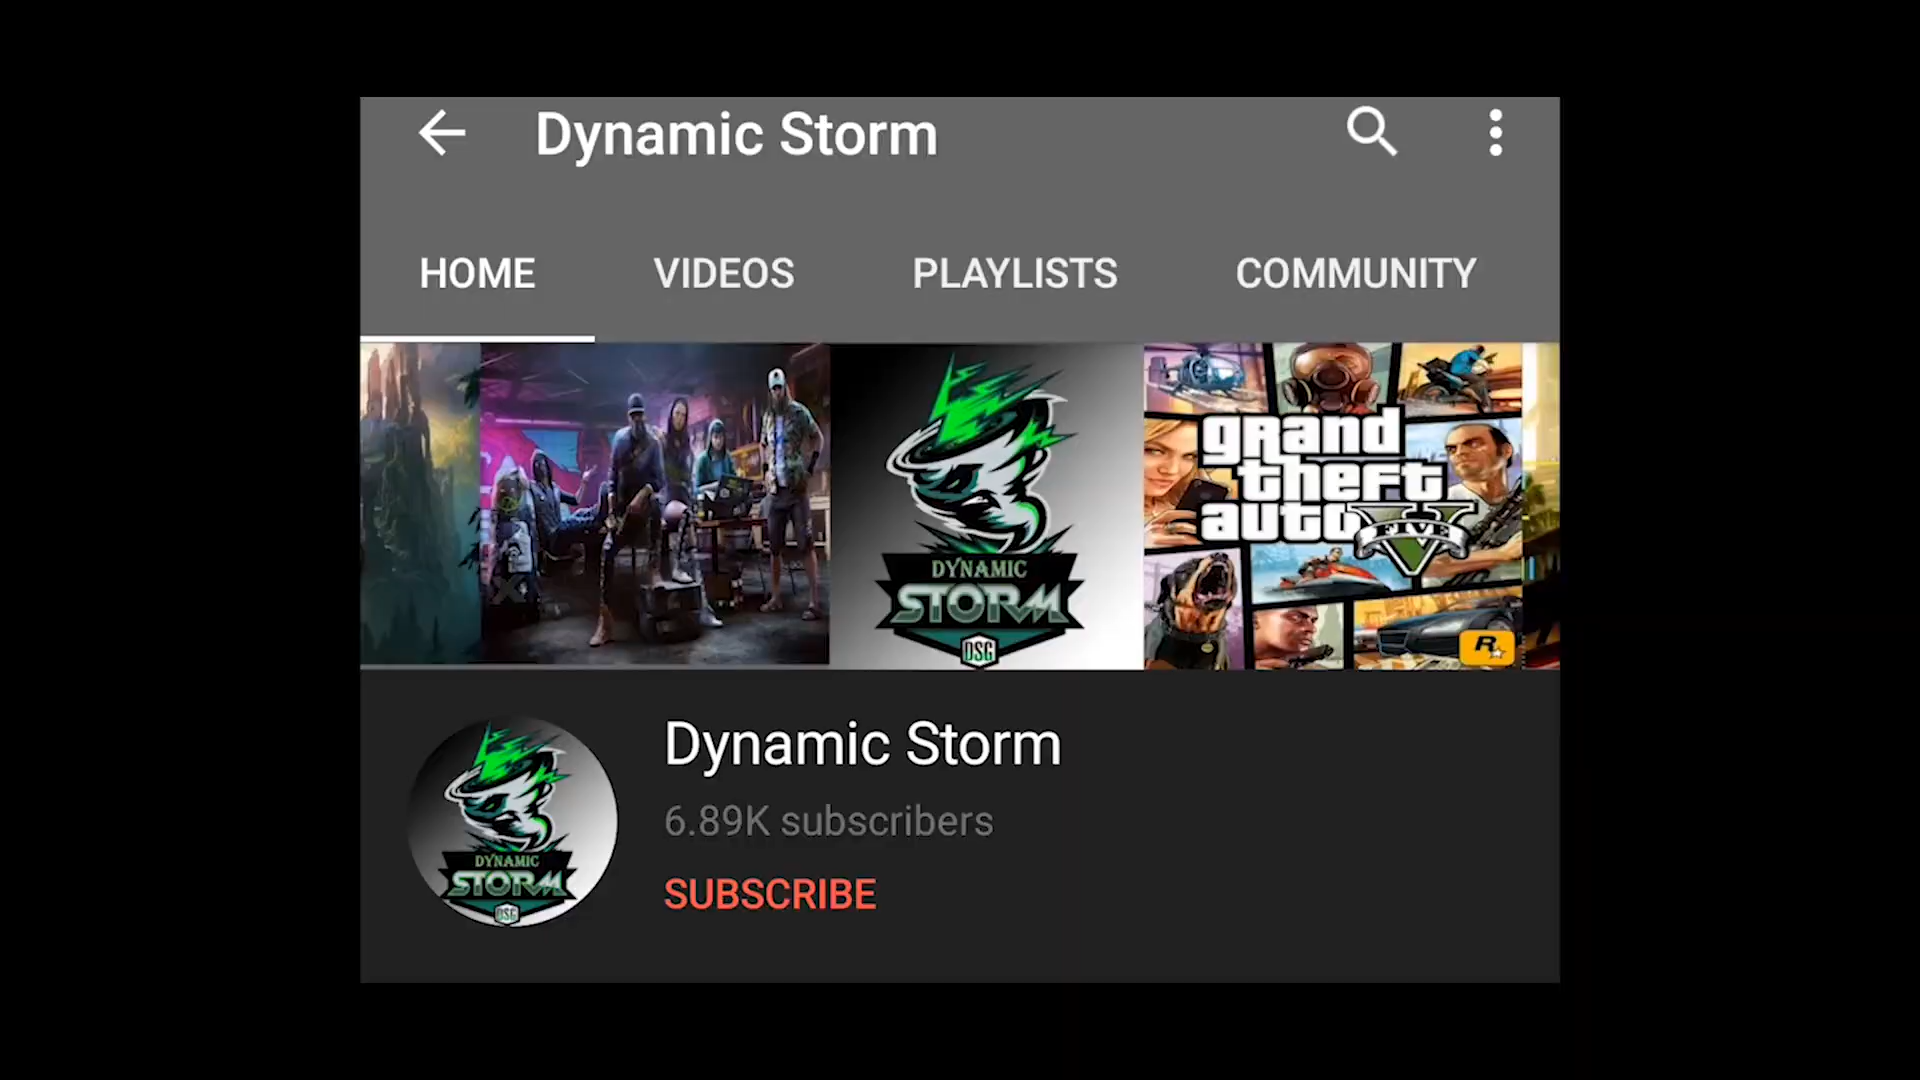 Dynamic Storm
HOME VIDEOS PLAYLISTS COMMUNITY
DYNAMIC
STORM
DSG
grand
theft
auto
FIVE
V
R
Dynamic Storm
6.89K subscribers
SUBSCRIBE
DYNAMIC
STORM
DSG